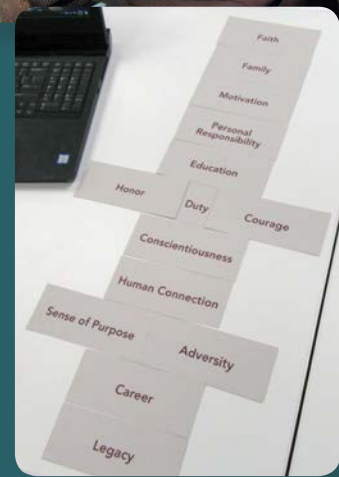 Faith
Family
Motivation
Personal
Responsibility
Education
Honor
Duty
Courage
Conscientiousness
Human Connection
Sense of Purpose
Adversity
Career
Legacy